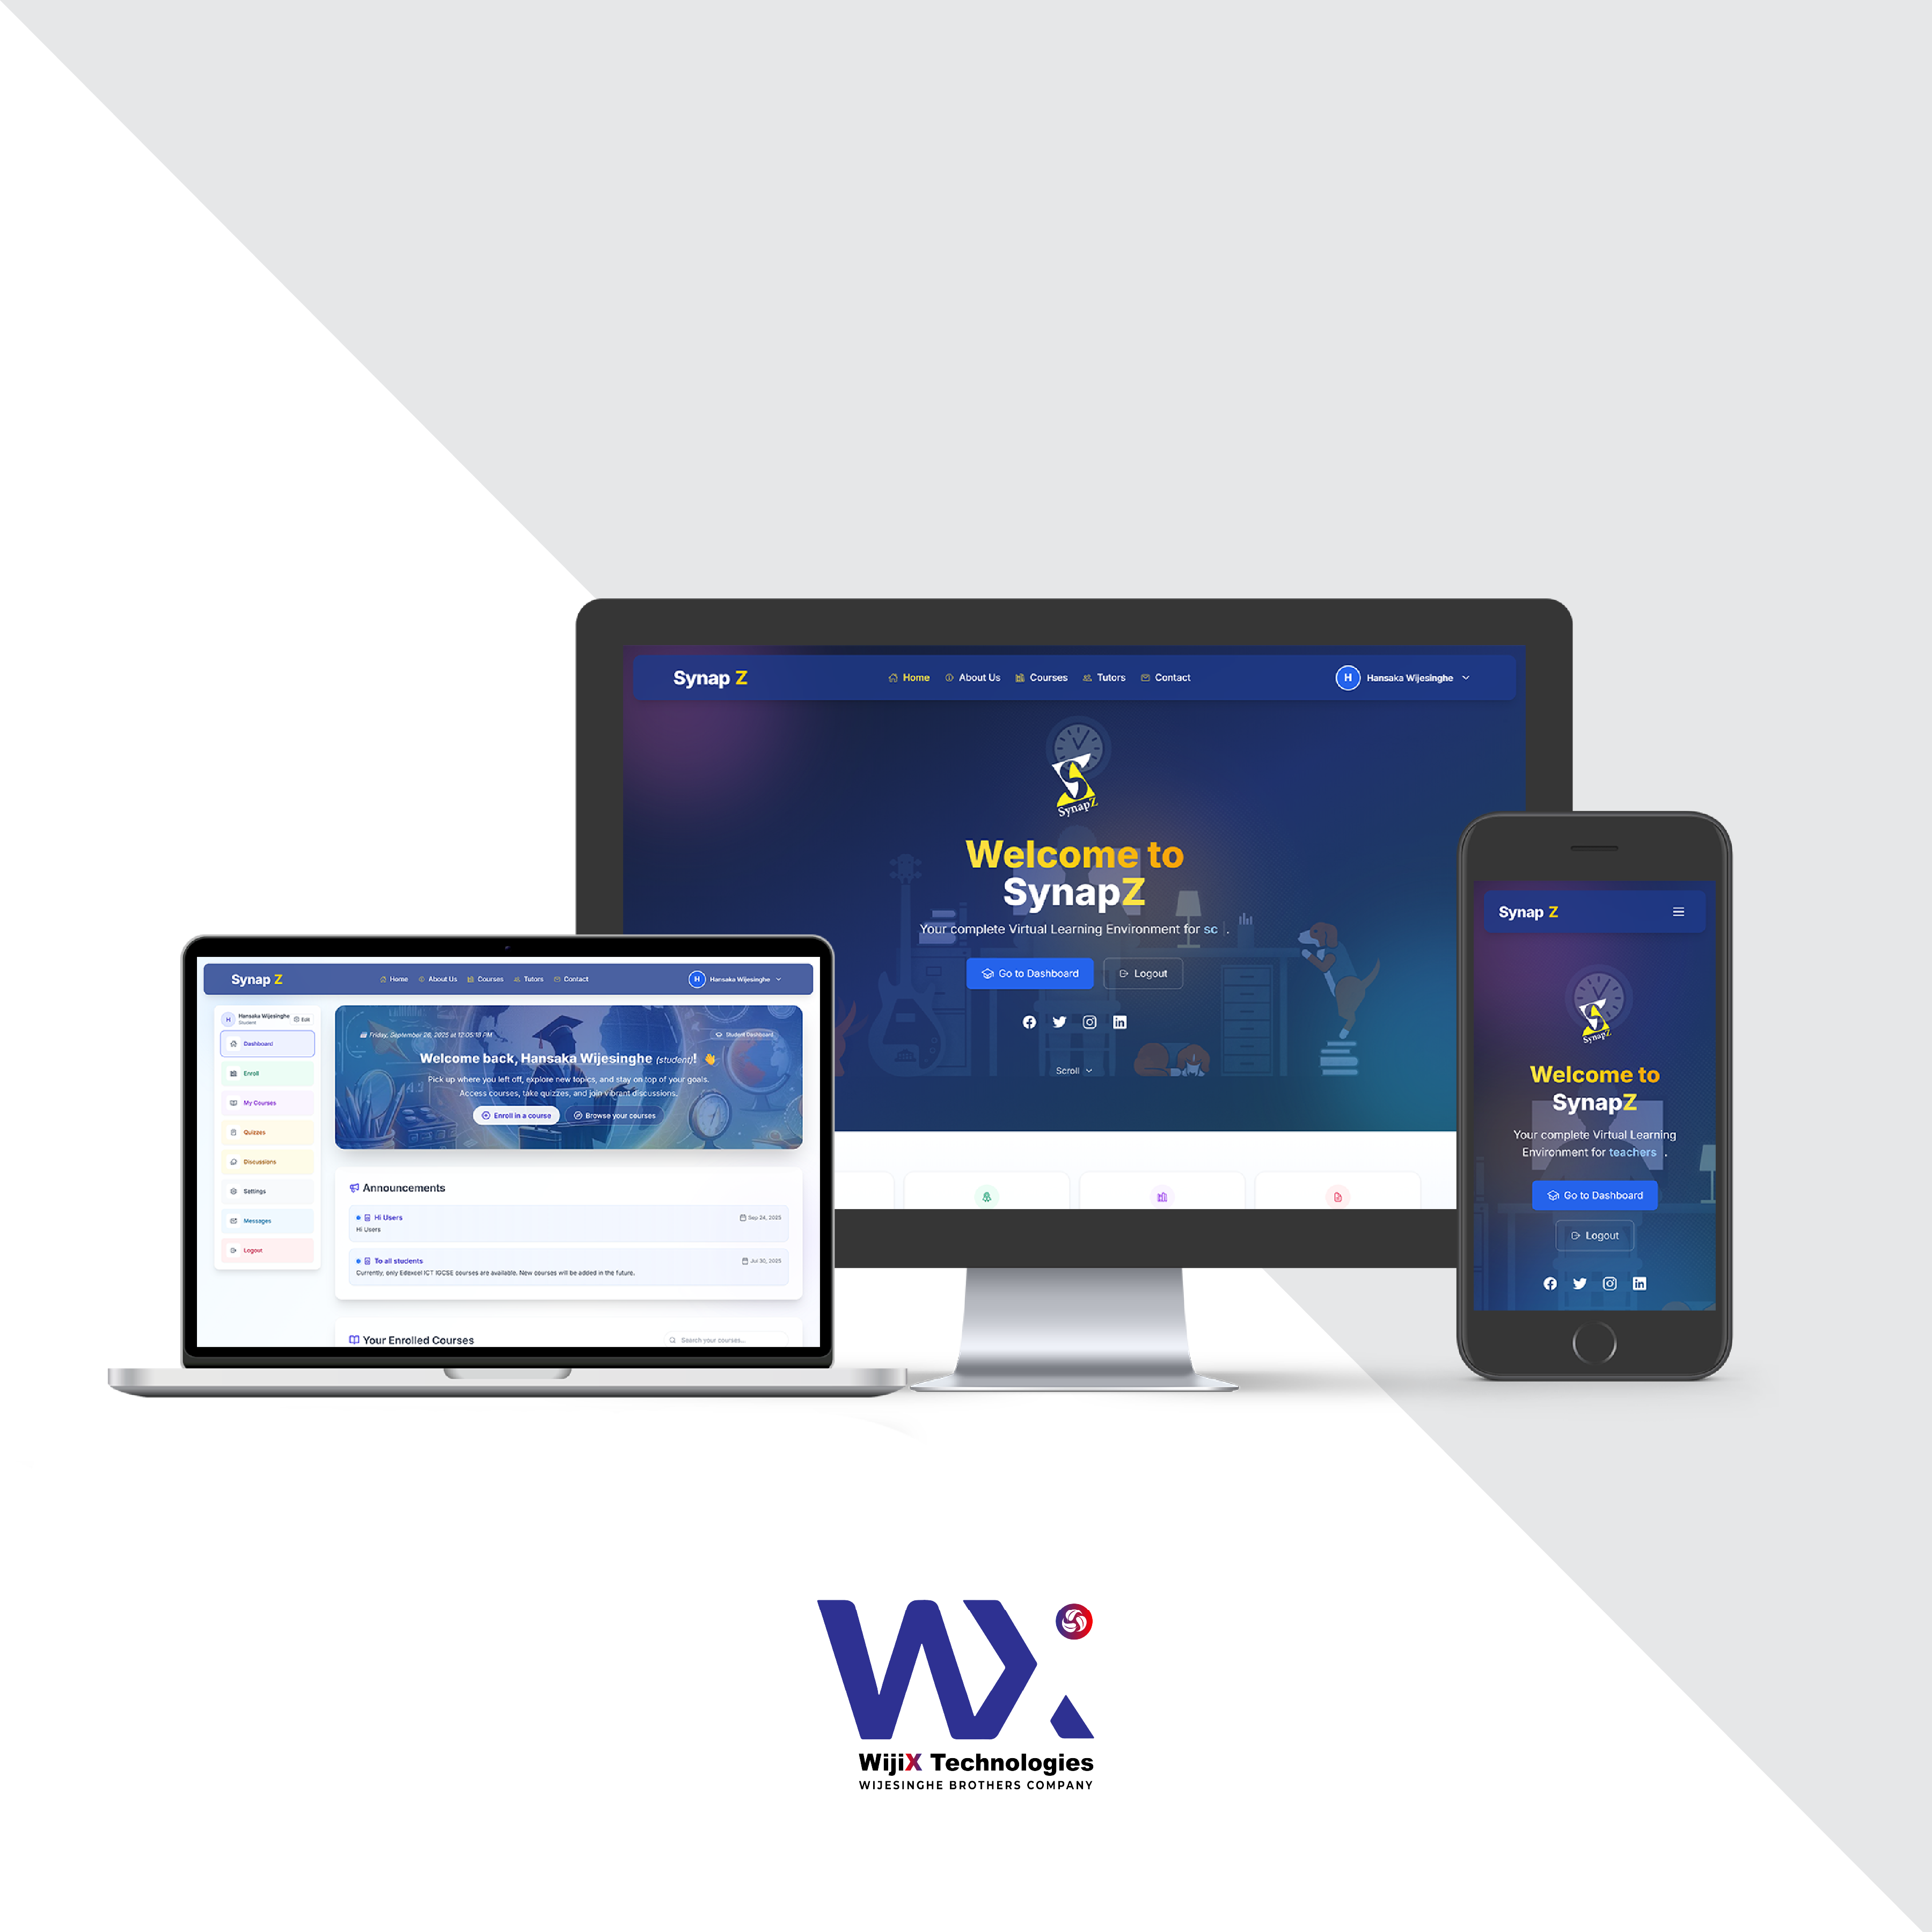 Synap Z
Home About Us Courses Tutors Contact
H Hansaka Wijesinghe
SynapZ
Welcome to
SynapZ
Your complete Virtual Learning Environment for sc .
Go to Dashboard Logout
Scroll
Synap Z
Home About Us Courses Tutors Contact
H Hansaka Wijesinghe
H Hansaka Wijesinghe
Student
Edit
Dashboard
Enroll
My Courses
Quizzes
Discussions
Settings
Messages
Logout
Friday, September 26, 2025 at 12:05:18 PM
Student Dashboard
Welcome back, Hansaka Wijesinghe (student)! 👋
Pick up where you left off, explore new topics, and stay on top of your goals.
Access courses, take quizzes, and join vibrant discussions.
Enroll in a course Browse your courses
Announcements
Hi Users Sep 24, 2025
Hi Users
To all students Jul 30, 2025
Currently, only Edexcel ICT IGCSE courses are available. New courses will be added in the future.
Your Enrolled Courses Search your courses...
Synap Z
SynapZ
Welcome to
SynapZ
Your complete Virtual Learning
Environment for teachers .
Go to Dashboard
Logout
WX
WijiX Technologies
WIJESINGHE BROTHERS COMPANY